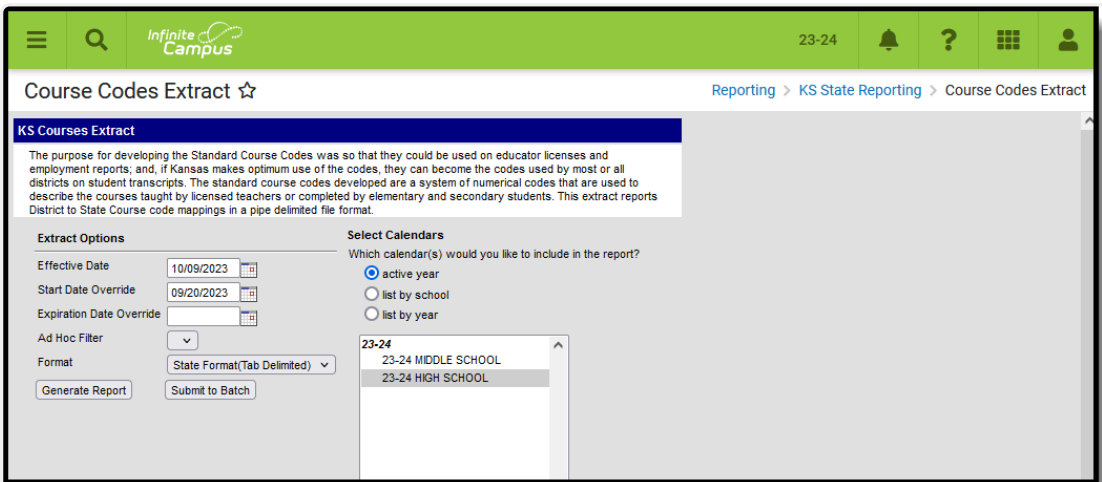 Infinite Campus
23-24
Course Codes Extract
Reporting > KS State Reporting > Course Codes Extract
KS Courses Extract
The purpose for developing the Standard Course Codes was so that they could be used on educator licenses and
employment reports; and, if Kansas makes optimum use of the codes, they can become the codes used by most or all
districts on student transcripts. The standard course codes developed are a system of numerical codes that are used to
describe the courses taught by licensed teachers or completed by elementary and secondary students. This extract reports
District to State Course code mappings in a pipe delimited file format.
Extract Options
Effective Date 10/09/2023
Start Date Override 09/20/2023
Expiration Date Override
Ad Hoc Filter
Format State Format(Tab Delimited)
Generate Report Submit to Batch
Select Calendars
Which calendar(s) would you like to include in the report?
active year
list by school
list by year
23-24
23-24 MIDDLE SCHOOL
23-24 HIGH SCHOOL